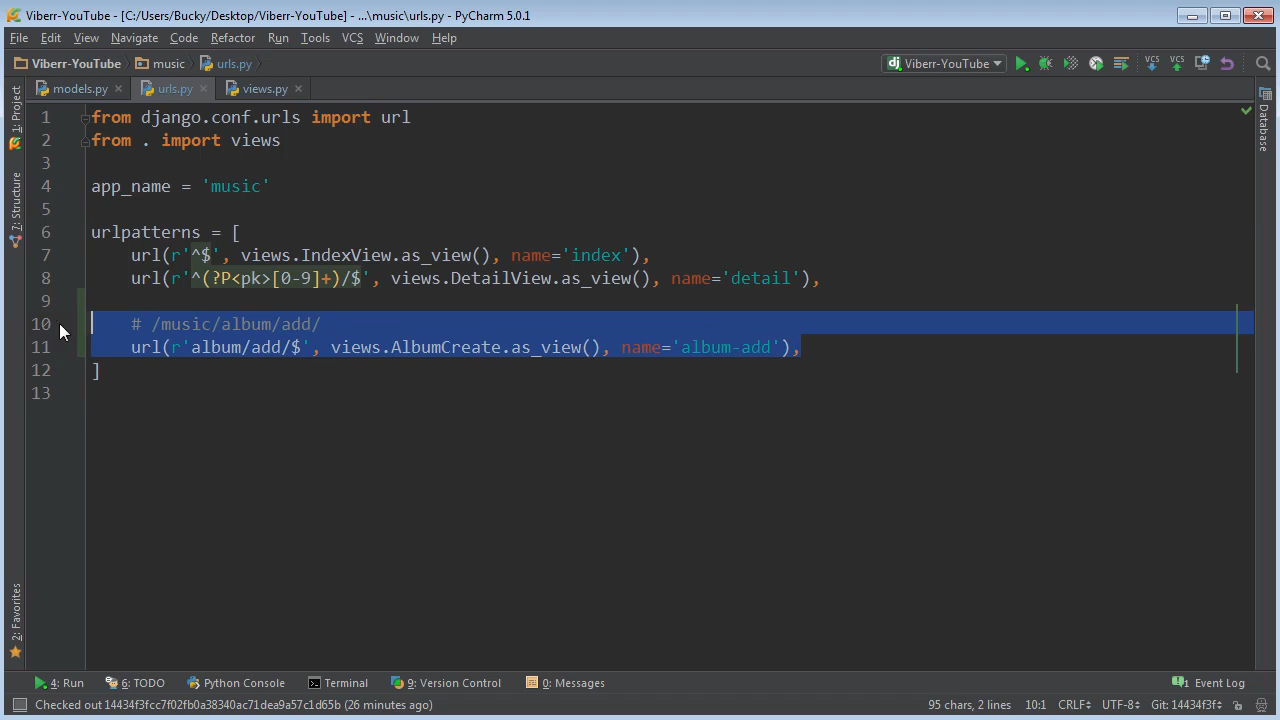 Viberr-YouTube - [C:/Users/Bucky/Desktop/Viberr-YouTube] - ...\music\urls.py - PyCharm 5.0.1
File Edit View Navigate Code Refactor Run Tools VCS Window Help
Viberr-YouTube music urls.py dj Viberr-YouTube VCS VCS
models.py urls.py views.py
1: Project
7: Structure
2: Favorites
Database
1 from django.conf.urls import url
2 from . import views
3
4 app_name = 'music'
5
6 urlpatterns = [
7 url(r'^$', views.IndexView.as_view(), name='index'),
8 url(r'^(?P<pk>[0-9]+)/$', views.DetailView.as_view(), name='detail'),
9
10 # /music/album/add/
11 url(r'album/add/$', views.AlbumCreate.as_view(), name='album-add'),
12 ]
13
4: Run 6: TODO Python Console Terminal 9: Version Control 0: Messages 1 Event Log
Checked out 14434f3fcc7f02fb0a38340ac71dea9a57c1d65b (26 minutes ago) 95 chars, 2 lines 10:1 CRLF÷ UTF-8÷ Git: 14434f3f÷